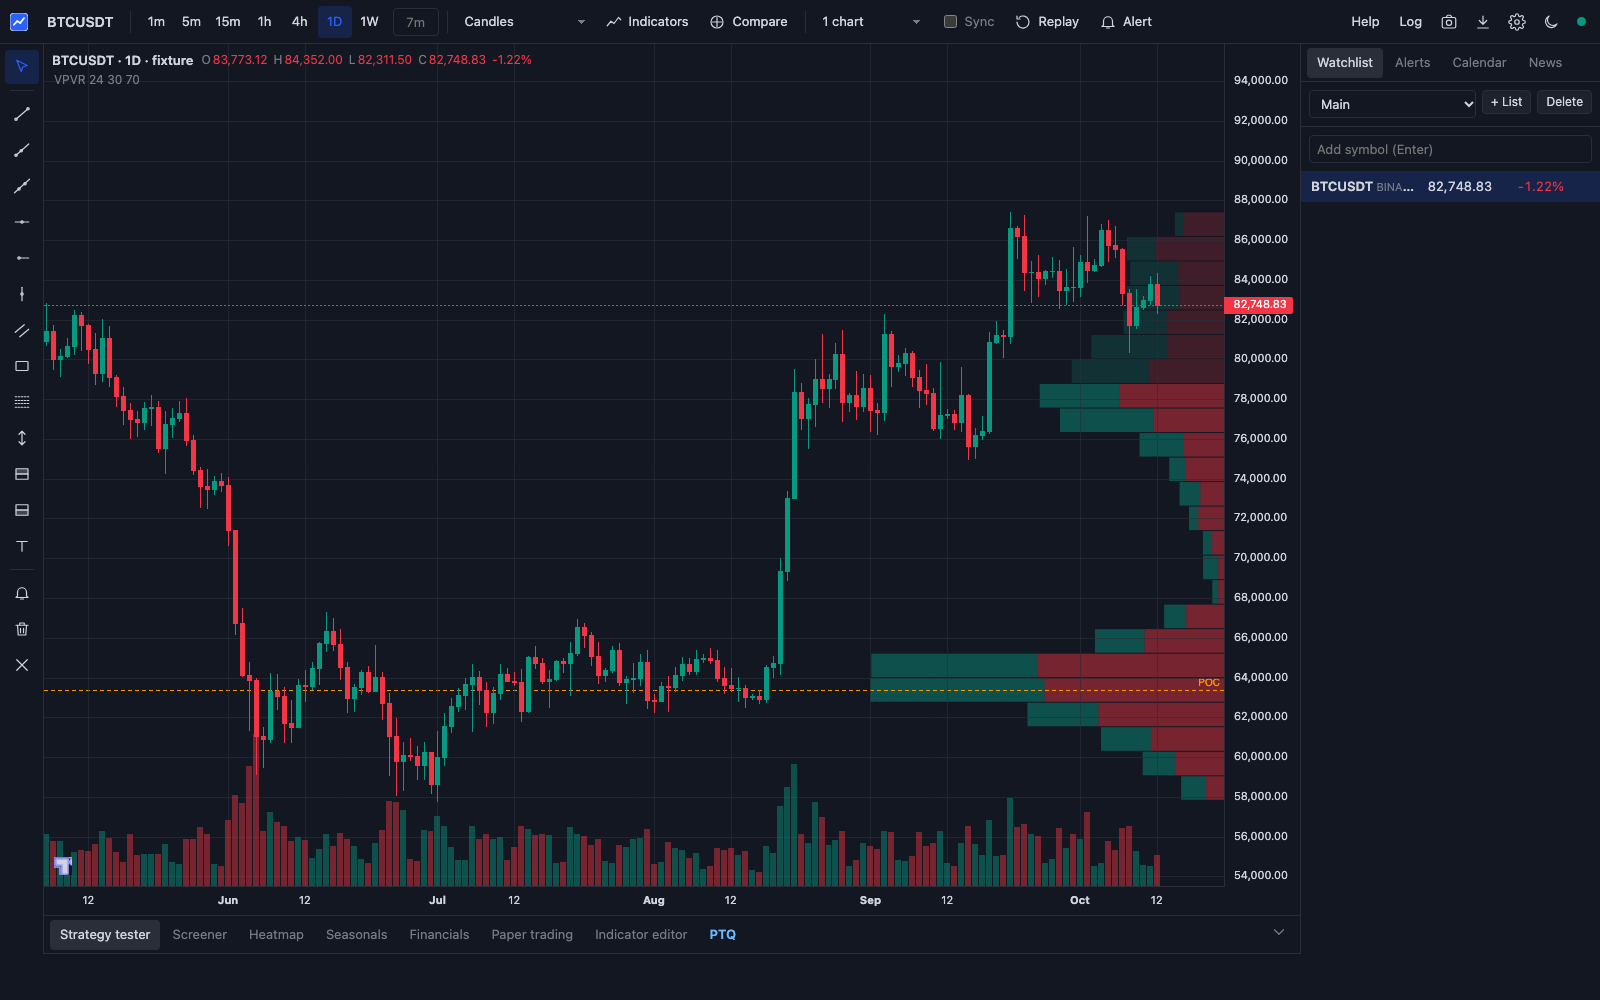 BTCUSDT 1m 5m 15m 1h 4h 1D 1W 7m Candles Indicators Compare 1 chart Sync Replay Alert Help Log
BTCUSDT · 1D · fixture O83,773.12 H84,352.00 L82,311.50 C82,748.83 -1.22%
VPVR 24 30 70
94,000.00
92,000.00
90,000.00
88,000.00
86,000.00
84,000.00
82,748.83
82,000.00
80,000.00
78,000.00
76,000.00
74,000.00
72,000.00
70,000.00
68,000.00
66,000.00
64,000.00
POC
62,000.00
60,000.00
58,000.00
56,000.00
54,000.00
12 Jun 12 Jul 12 Aug 12 Sep 12 Oct 12
Strategy tester Screener Heatmap Seasonals Financials Paper trading Indicator editor PTQ
Watchlist Alerts Calendar News
Main + List Delete
Add symbol (Enter)
BTCUSDT BINA... 82,748.83 -1.22%